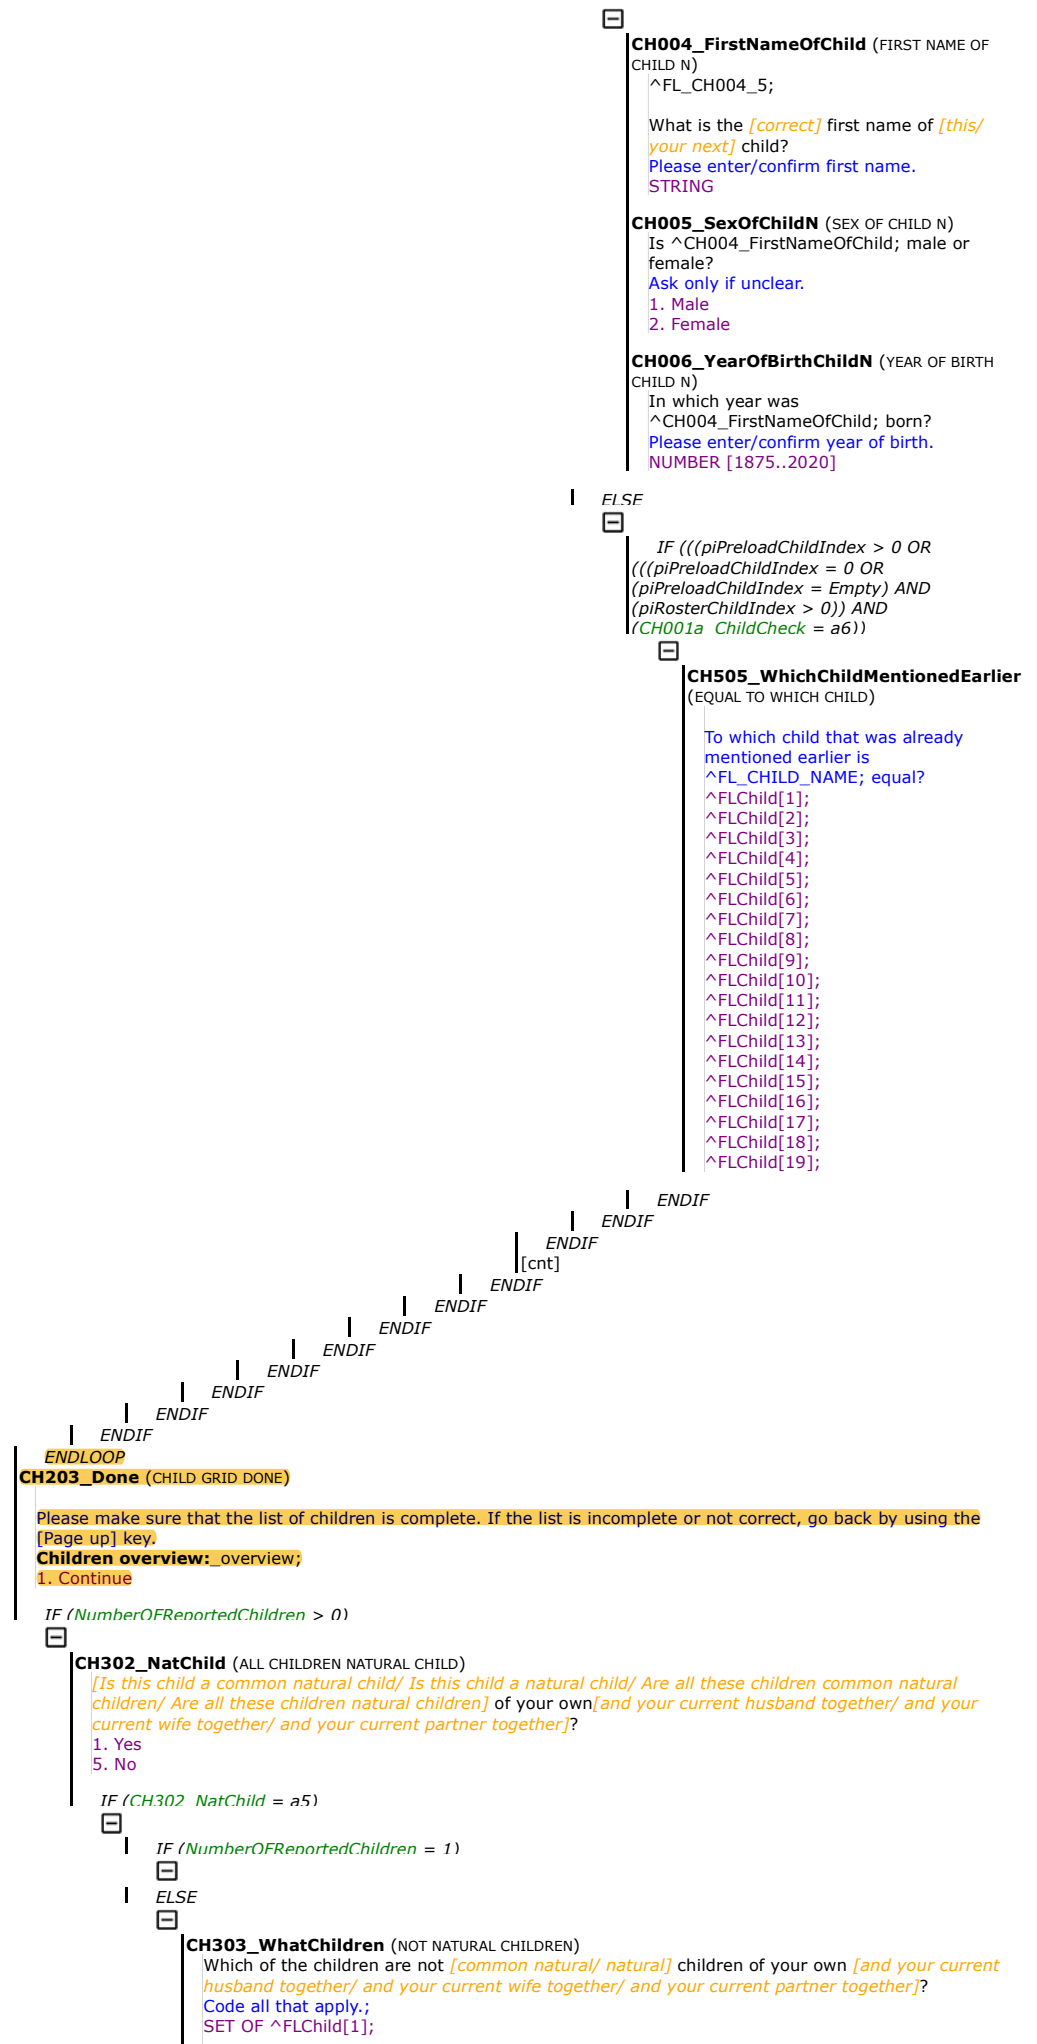 CH004_FirstNameOfChild (FIRST NAME OF
CHILD N)
^FL_CH004_5;
What is the [correct] first name of [this/
your next] child?
Please enter/confirm first name.
STRING
CH005_SexOfChildN (SEX OF CHILD N)
Is ^CH004_FirstNameOfChild; male or
female?
Ask only if unclear.
1. Male
2. Female
CH006_YearOfBirthChildN (YEAR OF BIRTH
CHILD N)
In which year was
^CH004_FirstNameOfChild; born?
Please enter/confirm year of birth.
NUMBER [1875..2020]
ELSE
IF (((piPreloadChildIndex > 0 OR
(((piPreloadChildIndex = 0 OR
(piPreloadChildIndex = Empty) AND
(piRosterChildIndex > 0)) AND
(CH001a_ChildCheck = a6))
CH505_WhichChildMentionedEarlier
(EQUAL TO WHICH CHILD)
To which child that was already
mentioned earlier is
^FL_CHILD_NAME; equal?
^FLChild[1];
^FLChild[2];
^FLChild[3];
^FLChild[4];
^FLChild[5];
^FLChild[6];
^FLChild[7];
^FLChild[8];
^FLChild[9];
^FLChild[10];
^FLChild[11];
^FLChild[12];
^FLChild[13];
^FLChild[14];
^FLChild[15];
^FLChild[16];
^FLChild[17];
^FLChild[18];
^FLChild[19];
ENDIF
ENDIF
ENDIF
[cnt]
ENDIF
ENDIF
ENDIF
ENDIF
ENDIF
ENDIF
ENDIF
ENDIF
ENDLOOP
CH203_Done (CHILD GRID DONE)
Please make sure that the list of children is complete. If the list is incomplete or not correct, go back by using the
[Page up] key.
Children overview:_overview;
1. Continue
IF (NumberOFReportedChildren > 0)
CH302_NatChild (ALL CHILDREN NATURAL CHILD)
[Is this child a common natural child/ Is this child a natural child/ Are all these children common natural
children/ Are all these children natural children] of your own[and your current husband together/ and your
current wife together/ and your current partner together]?
1. Yes
5. No
IF (CH302_NatChild = a5)
IF (NumberOFReportedChildren = 1)
ELSE
CH303_WhatChildren (NOT NATURAL CHILDREN)
Which of the children are not [common natural/ natural] children of your own [and your current
husband together/ and your current wife together/ and your current partner together]?
Code all that apply.;
SET OF ^FLChild[1];